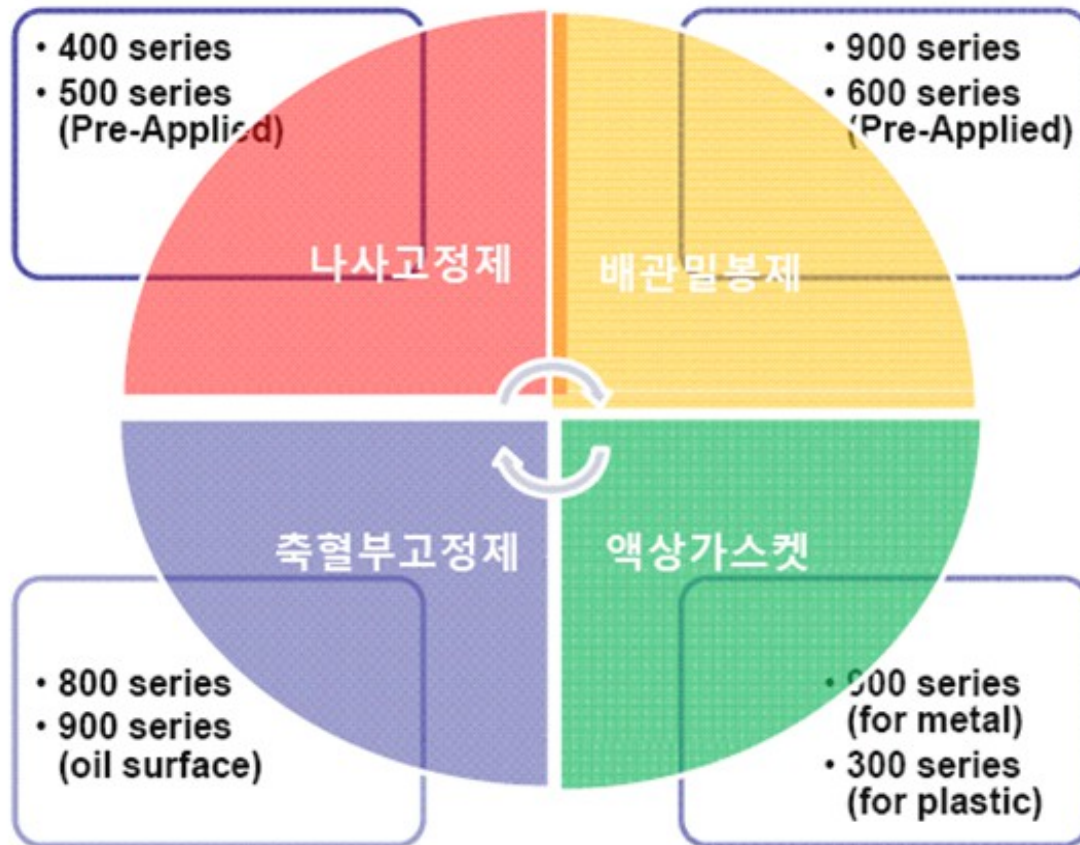 • 400 series
• 500 series
(Pre-Applied)
• 900 series
• 600 series
(Pre-Applied)
나사고정제
배관밀봉제
축혈부고정제
액상가스켓
• 800 series
• 900 series
(oil surface)
• 900 series
(for metal)
• 300 series
(for plastic)